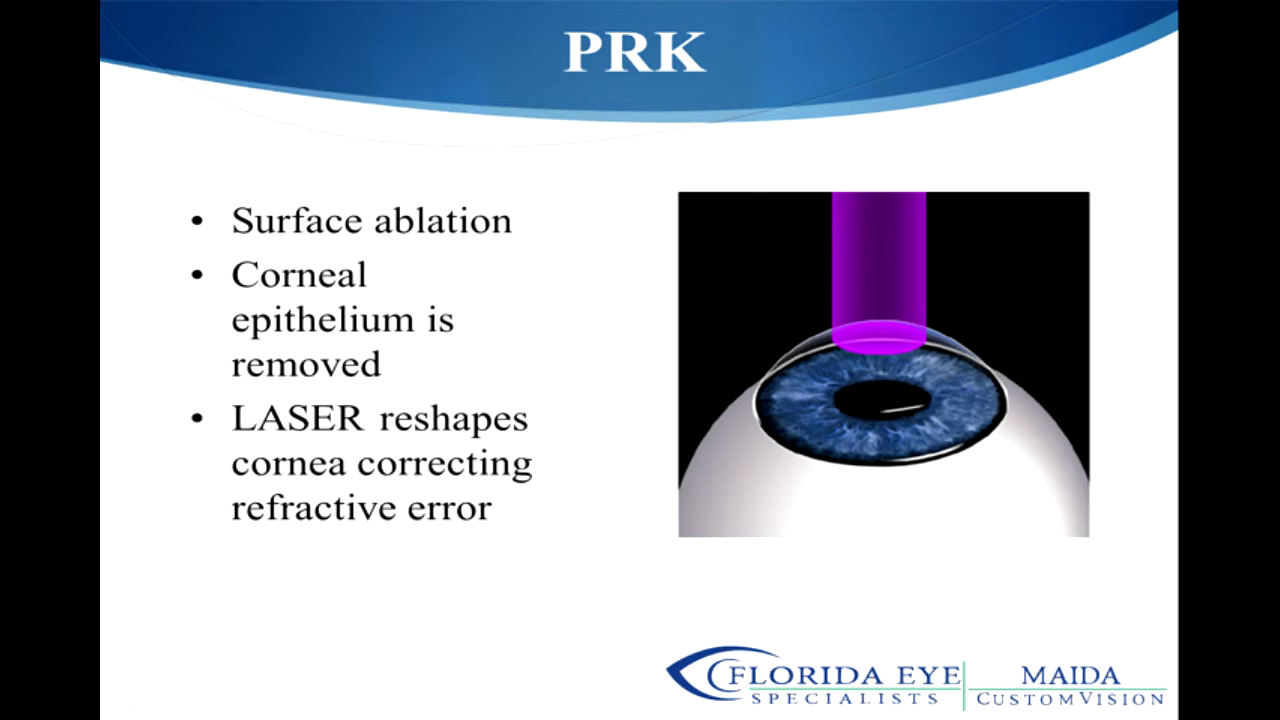 PRK
• Surface ablation
• Corneal
epithelium is
removed
• LASER reshapes
cornea correcting
refractive error
FLORIDA EYE
SPECIALISTS
MAIDA
CUSTOMVISION